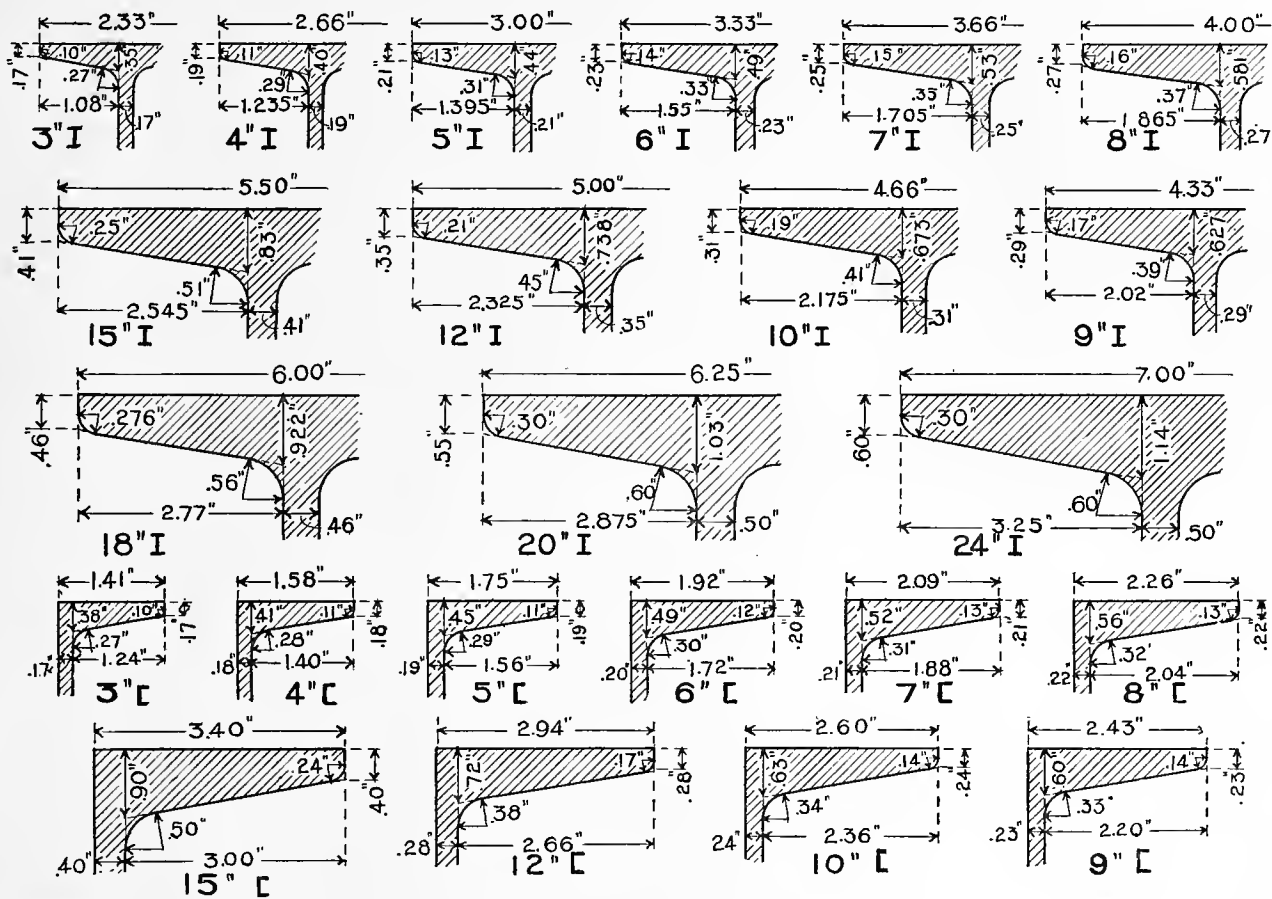 2.33" 2.66" 3.00" 3.33" 3.66" 4.00"
.17" .10" .35" .19" .11" .40" .21" .13" .44" .23" .14" .49" .25" .15" .53" .27" .16" .581"
.27" .29" .31" .33" .35" .37"
1.08" 1.235" 1.395" 1.55" 1.705" 1.865"
.17" .19" .21" .23" .25" .27
3" I 4" I 5" I 6" I 7" I 8" I
5.50" 5.00" 4.66" 4.33"
.41" .25" .83" .35" .21" .738" .31" .19" .673" .29" .17" .627"
.51" .45" .41" .39"
2.545" 2.325" 2.175" 2.02"
.41" .35" .31" .29"
15" I 12" I 10" I 9" I
6.00" 6.25" 7.00"
.46" .276" .922" .55" .30" 1.03" .60" .30" 1.14"
.56" .60" .60"
2.77" 2.875" 3.25"
.46" .50" .50"
18" I 20" I 24" I
1.41" 1.58" 1.75" 1.92" 2.09" 2.26"
.38" .10" .17" .41" .11" .18" .45" .11" .19" .49" .12" .20" .52" .13" .21" .56" .13" .22"
.27" .28" .29" .30" .31" .32'
.17" 1.24" .18" 1.40" .19" 1.56" .20" 1.72" .21" 1.88" .22" 2.04"
3" [ 4" [ 5" [ 6" [ 7" [ 8" [
3.40" 2.94" 2.60" 2.43"
.90" .24" .40" .72" .17" .28" .63" .14" .24" .60" .14" .23"
.50" .38" .34" .33"
.40" 3.00" .28" 2.66" .24" 2.36" .23" 2.20"
15" [ 12" [ 10" [ 9" [